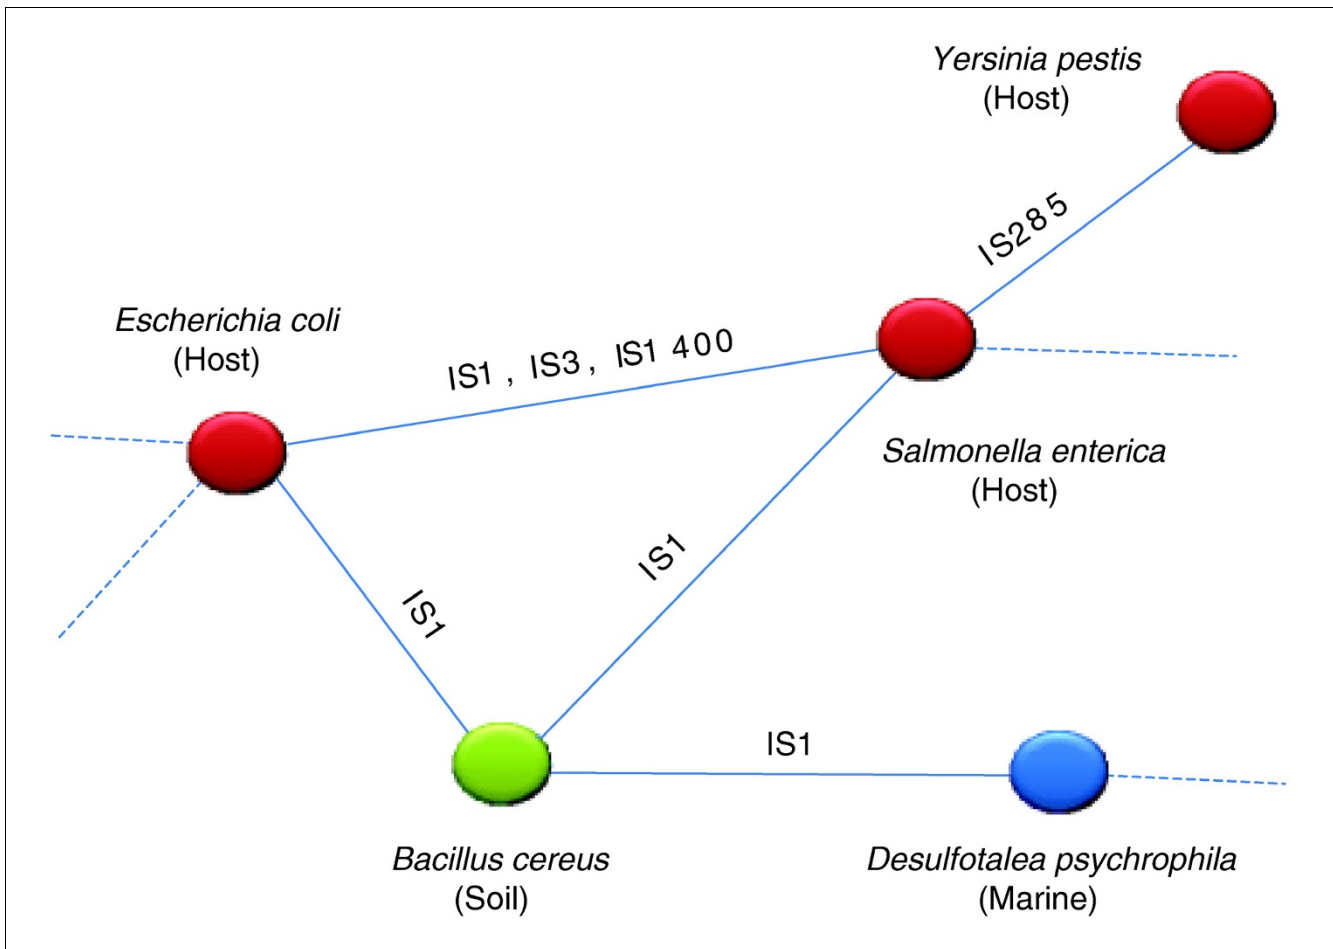 Yersinia pestis
(Host)
IS285
Escherichia coli
(Host)
IS1 , IS3 , IS1 400
Salmonella enterica
(Host)
IS1
IS1
IS1
Bacillus cereus
(Soil)
Desulfotalea psychrophila
(Marine)